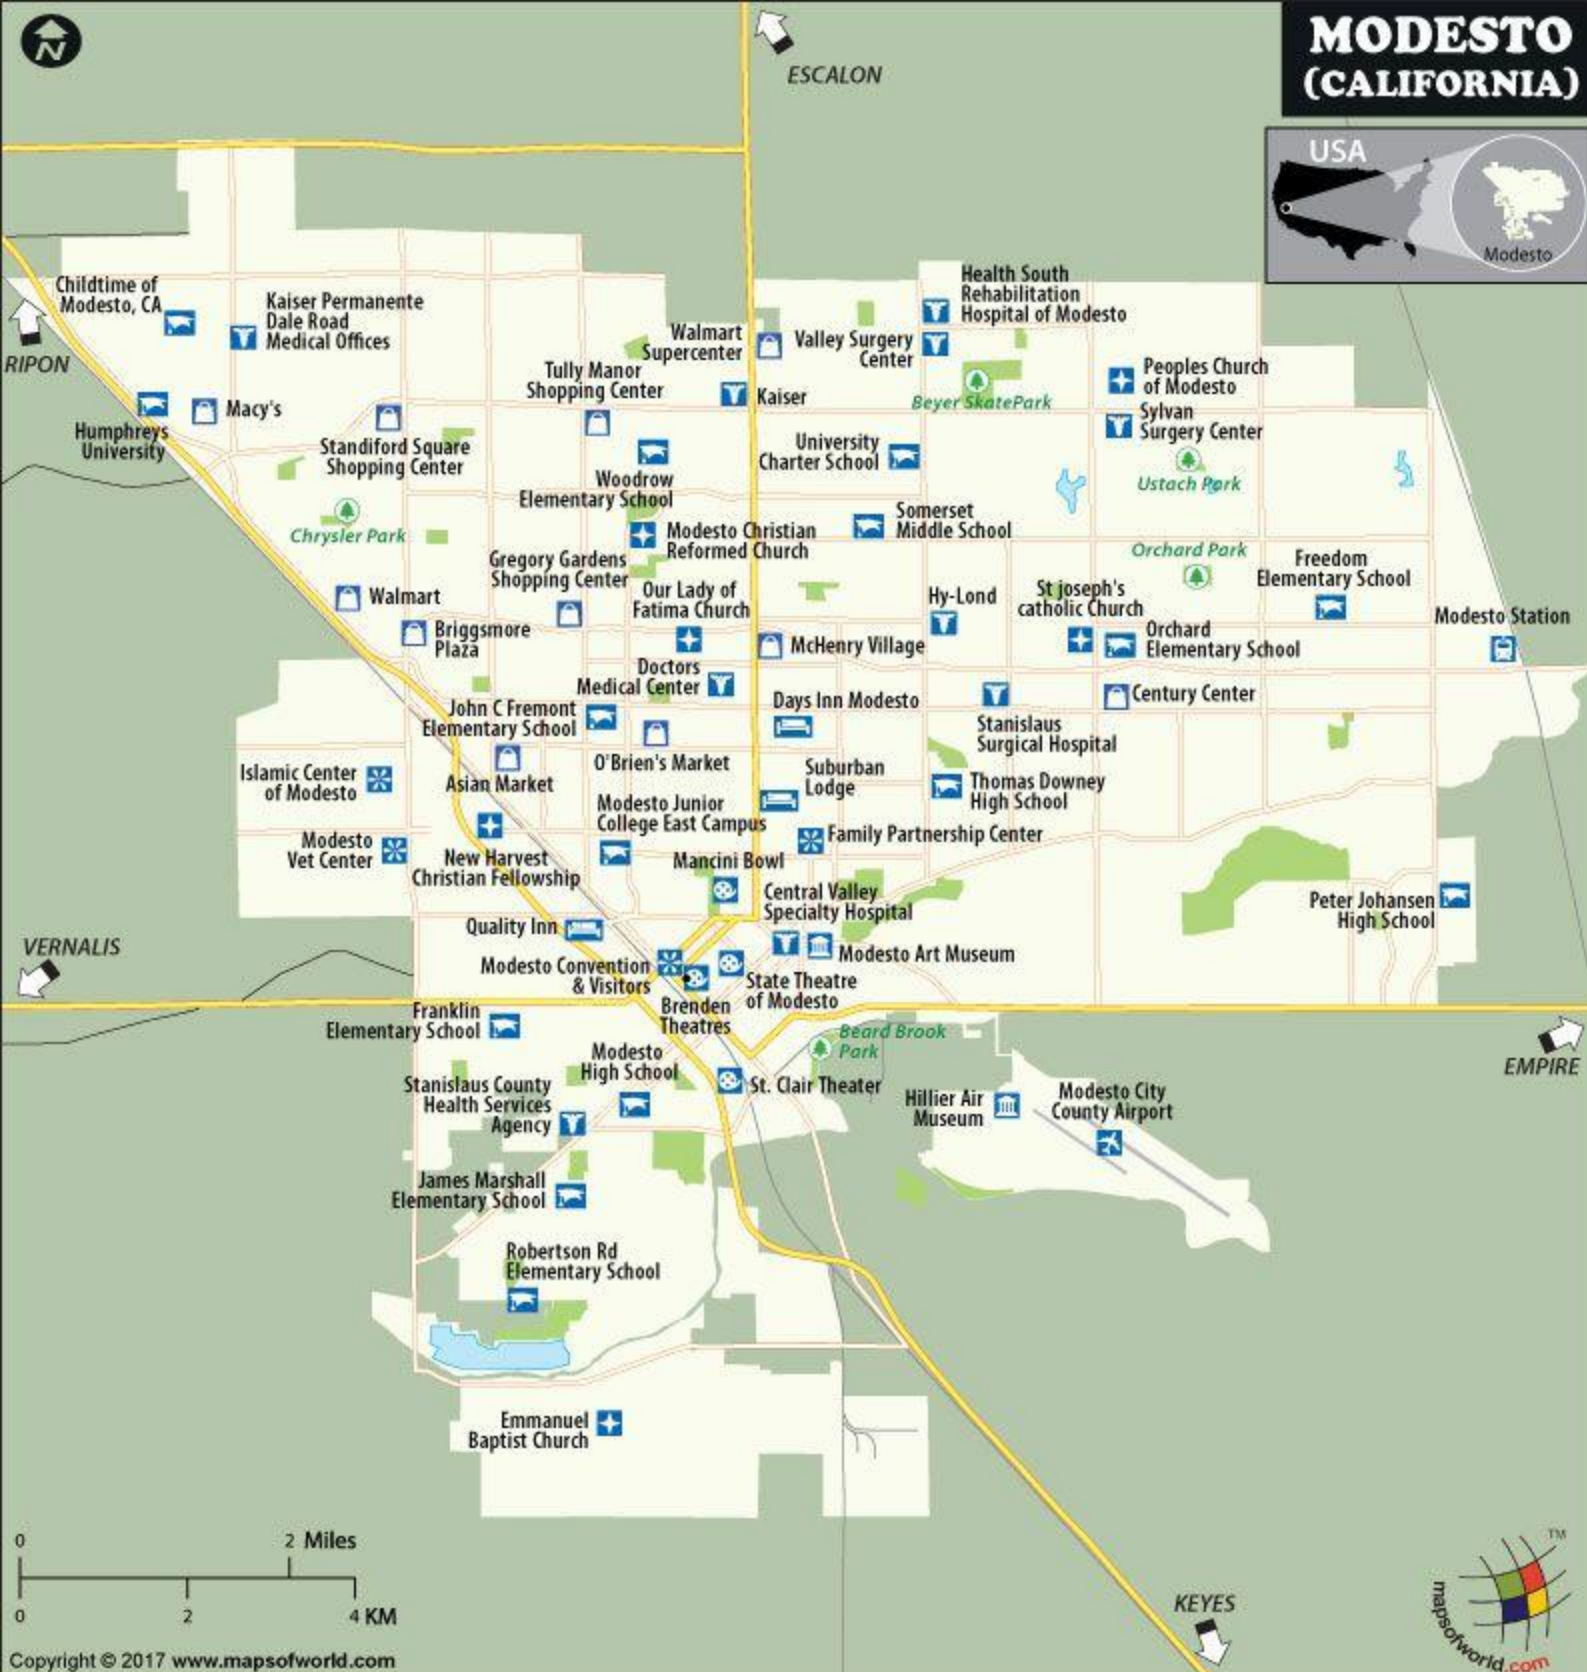 N
ESCALON
MODESTO
(CALIFORNIA)
USA
Modesto
Childtime of
Modesto, CA
Kaiser Permanente
Dale Road
Medical Offices
RIPON
Walmart
Supercenter
Valley Surgery
Center
Health South
Rehabilitation
Hospital of Modesto
Tully Manor
Shopping Center
Kaiser
Beyer SkatePark
Peoples Church
of Modesto
Sylvan
Surgery Center
Macy's
Humphreys
University
Standiford Square
Shopping Center
University
Charter School
Woodrow
Elementary School
Ustach Park
Chrysler Park
Modesto Christian
Reformed Church
Somerset
Middle School
Gregory Gardens
Shopping Center
Orchard Park
Freedom
Elementary School
Walmart
Our Lady of
Fatima Church
Hy-Lond
St joseph's
catholic Church
Modesto Station
Briggsmore
Plaza
McHenry Village
Orchard
Elementary School
Doctors
Medical Center
Days Inn Modesto
Century Center
John C Fremont
Elementary School
Stanislaus
Surgical Hospital
O'Brien's Market
Islamic Center
of Modesto
Asian Market
Suburban
Lodge
Thomas Downey
High School
Modesto Junior
College East Campus
Family Partnership Center
Modesto
Vet Center
New Harvest
Christian Fellowship
Mancini Bowl
Central Valley
Specialty Hospital
Peter Johansen
High School
Quality Inn
VERNALIS
Modesto Convention
& Visitors
Modesto Art Museum
State Theatre
of Modesto
Brenden
Theatres
Franklin
Elementary School
Beard Brook
Park
EMPIRE
Modesto
High School
St. Clair Theater
Stanislaus County
Health Services
Agency
Hillier Air
Museum
Modesto City
County Airport
James Marshall
Elementary School
Robertson Rd
Elementary School
Emmanuel
Baptist Church
0 2 Miles
0 2 4 KM
KEYES
TM
mapsofworld.com
Copyright © 2017 www.mapsofworld.com